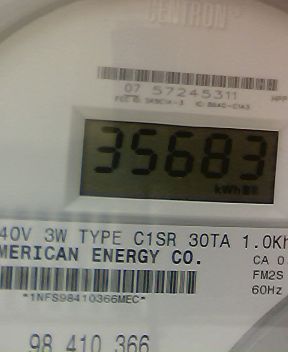 CENTRON
07 57245311
35683
kWh
40V 3W TYPE C1SR 30TA 1.0Kh
MERICAN ENERGY CO.
CA 0
FM2S
*1NFS98410366MEC*
60Hz
98 410 366